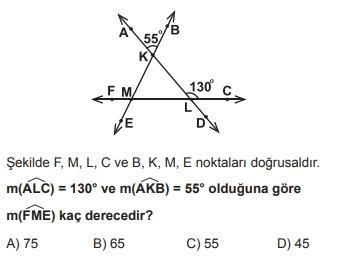 A 55° B
K
F M 130° C
L
E D
Şekilde F, M, L, C ve B, K, M, E noktaları doğrusaldır.
m(ALC) = 130° ve m(AKB) = 55° olduğuna göre
m(FME) kaç derecedir?
A) 75 B) 65 C) 55 D) 45